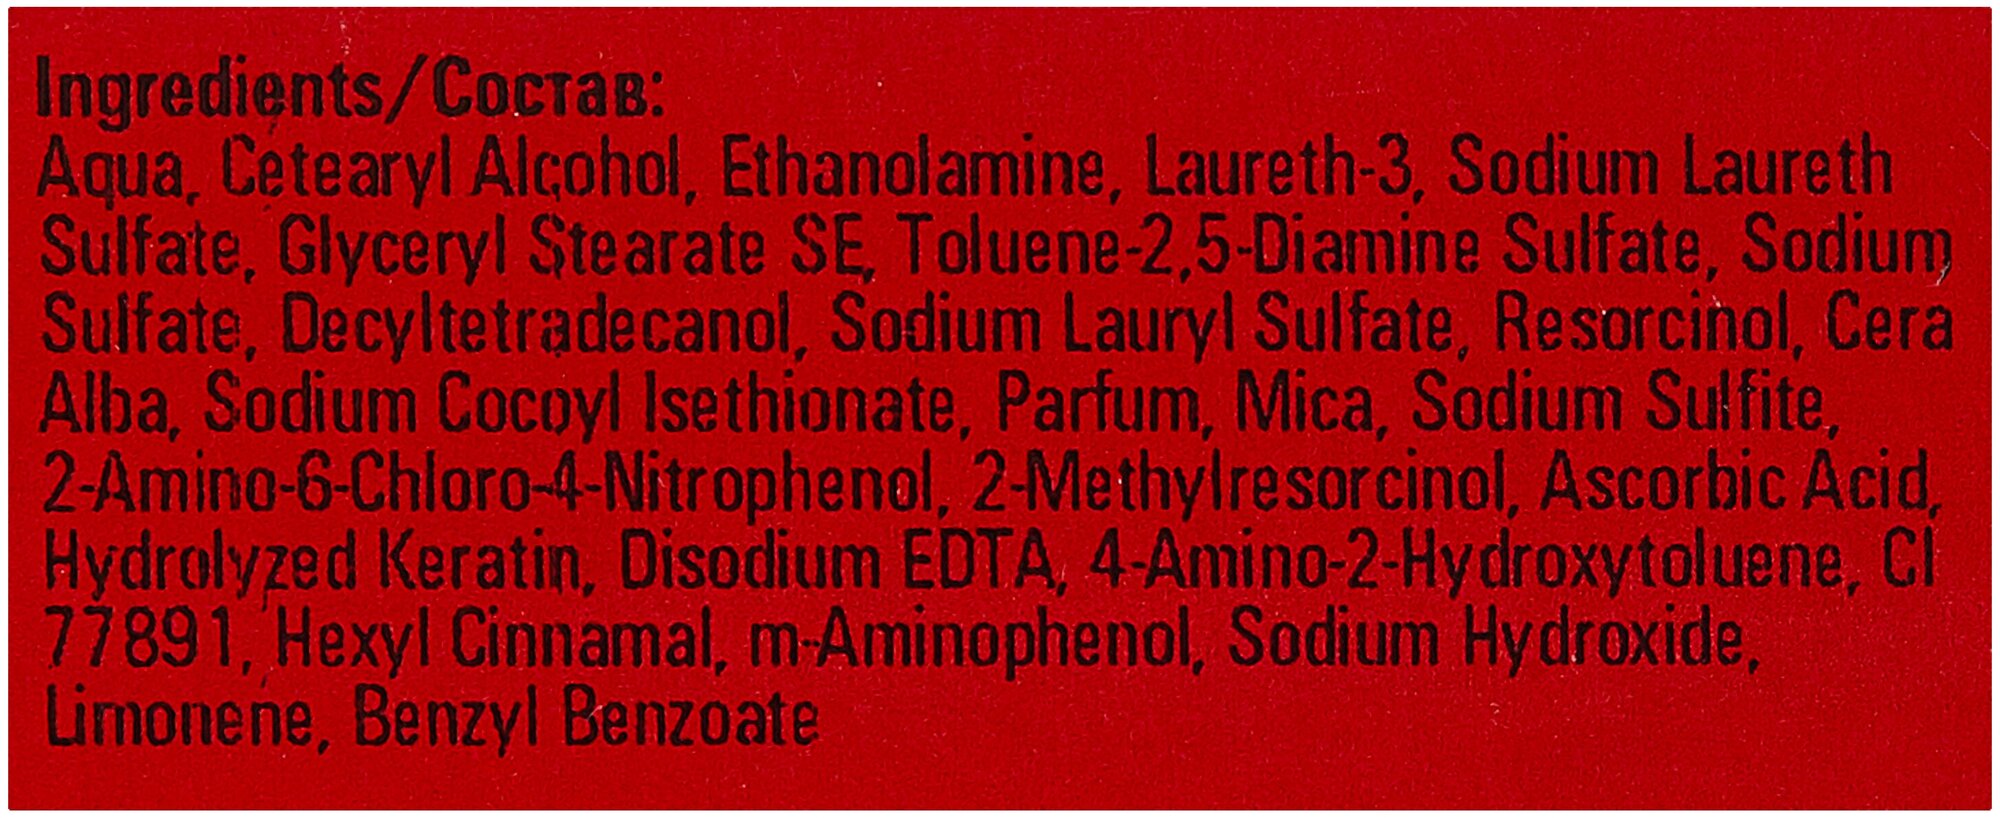 Ingredients/Состав:
Aqua, Cetearyl Alcohol, Ethanolamine, Laureth-3, Sodium Laureth
Sulfate, Glyceryl Stearate SE, Toluene-2,5-Diamine Sulfate, Sodium
Sulfate, Decyltetradecanol, Sodium Lauryl Sulfate, Resorcinol, Cera
Alba, Sodium Cocoyl Isethionate, Parfum, Mica, Sodium Sulfite,
2-Amino-6-Chloro-4-Nitrophenol, 2-Methylresorcinol, Ascorbic Acid,
Hydrolyzed Keratin, Disodium EDTA, 4-Amino-2-Hydroxytoluene, CI
77891, Hexyl Cinnamal, m-Aminophenol, Sodium Hydroxide,
Limonene, Benzyl Benzoate